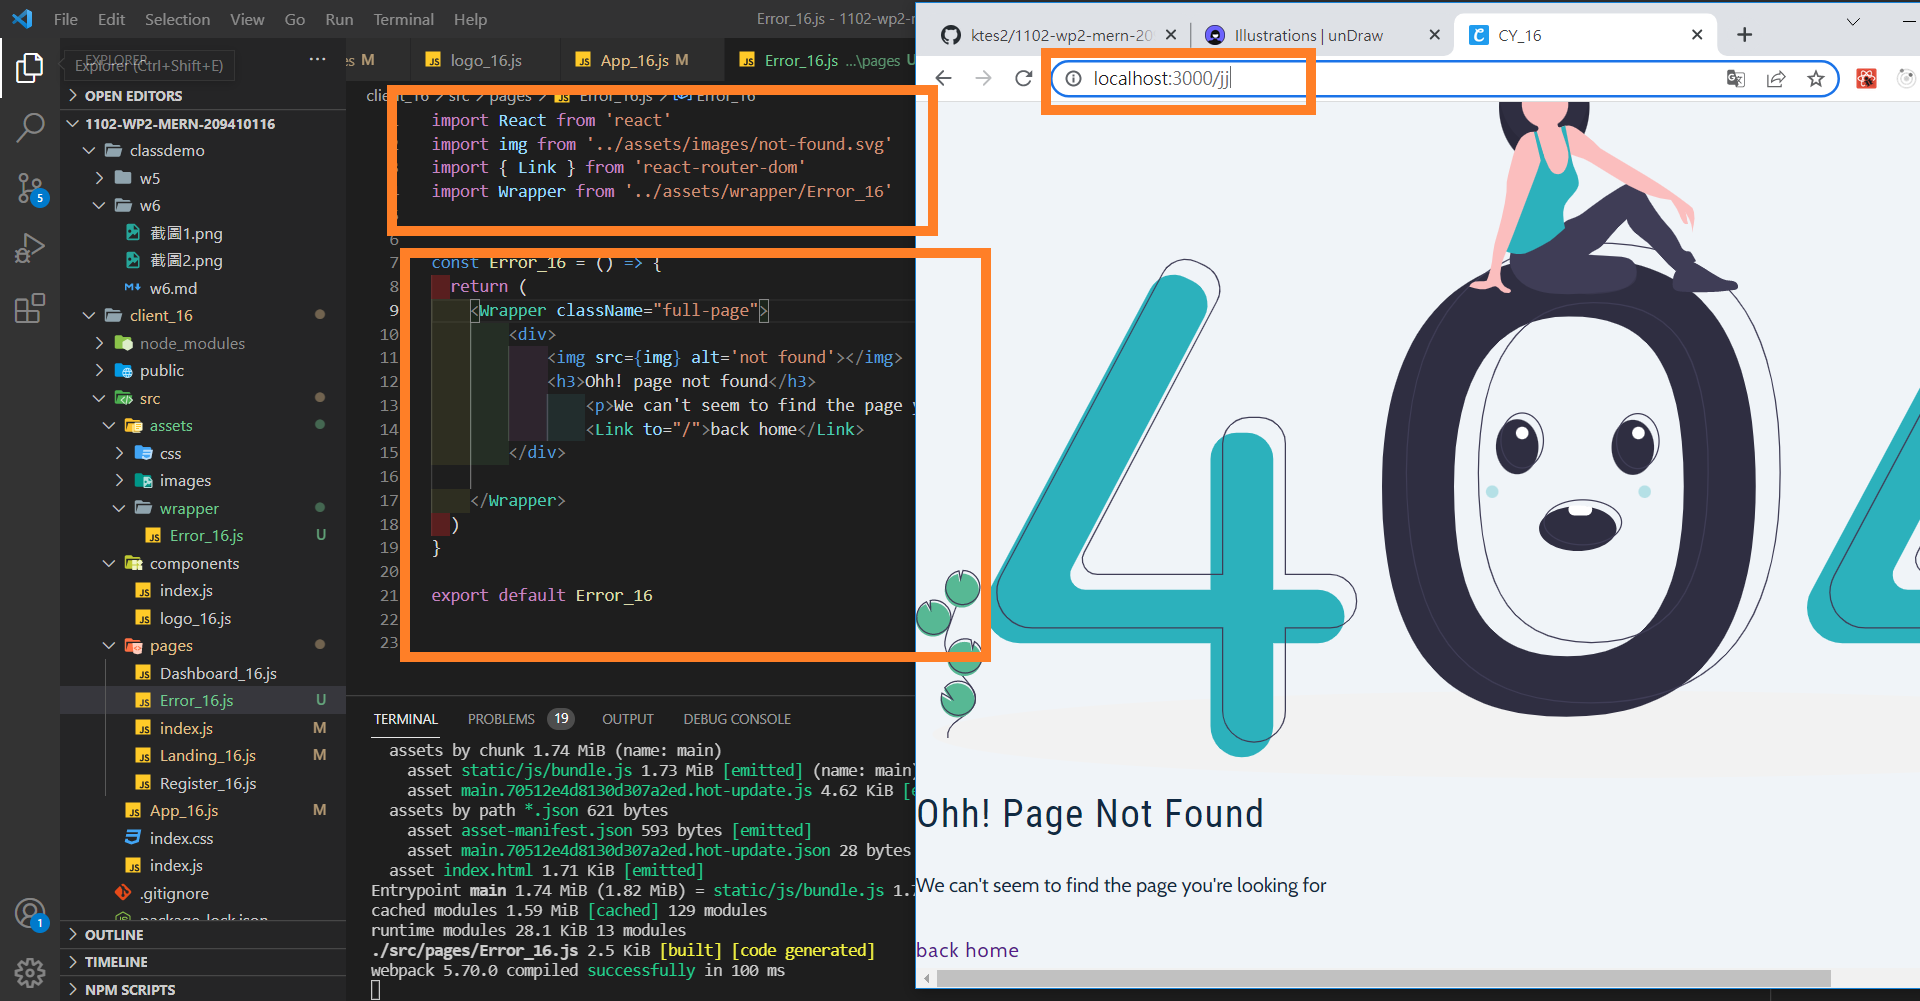 File Edit Selection View Go Run Terminal Help
Error_16.js - 1102-wp2-m
EXPLORER
Explorer (Ctrl+Shift+E)
OPEN EDITORS
1102-WP2-MERN-209410116
classdemo
w5
w6
截圖1.png
截圖2.png
w6.md
client_16
node_modules
public
src
assets
css
images
wrapper
Error_16.js U
components
index.js
logo_16.js
pages
Dashboard_16.js
Error_16.js U
index.js M
Landing_16.js M
Register_16.js
App_16.js M
index.css
index.js
.gitignore
package-lock.json
OUTLINE
TIMELINE
NPM SCRIPTS
5
1
es M
logo_16.js
App_16.js M
Error_16.js ...\pages U
client_16 > src > pages > Error_16.js > Error_16
import React from 'react'
import img from '../assets/images/not-found.svg'
import { Link } from 'react-router-dom'
import Wrapper from '../assets/wrapper/Error_16'
6
7 const Error_16 = () => {
8 return (
9 <Wrapper className="full-page">
10 <div>
11 <img src={img} alt='not found'></img>
12 <h3>Ohh! page not found</h3>
13 <p>We can't seem to find the page y
14 <Link to="/">back home</Link>
15 </div>
16
17 </Wrapper>
18 )
19 }
20
21 export default Error_16
22
23
TERMINAL PROBLEMS 19 OUTPUT DEBUG CONSOLE
assets by chunk 1.74 MiB (name: main)
asset static/js/bundle.js 1.73 MiB [emitted] (name: main)
asset main.70512e4d8130d307a2ed.hot-update.js 4.62 KiB [e
assets by path *.json 621 bytes
asset asset-manifest.json 593 bytes [emitted]
asset main.70512e4d8130d307a2ed.hot-update.json 28 bytes
asset index.html 1.71 KiB [emitted]
Entrypoint main 1.74 MiB (1.82 MiB) = static/js/bundle.js 1.7
cached modules 1.59 MiB [cached] 129 modules
runtime modules 28.1 KiB 13 modules
./src/pages/Error_16.js 2.5 KiB [built] [code generated]
webpack 5.70.0 compiled successfully in 100 ms
ktes2/1102-wp2-mern-20
Illustrations | unDraw
CY_16
localhost:3000/jj
404
Ohh! Page Not Found
We can't seem to find the page you're looking for
back home